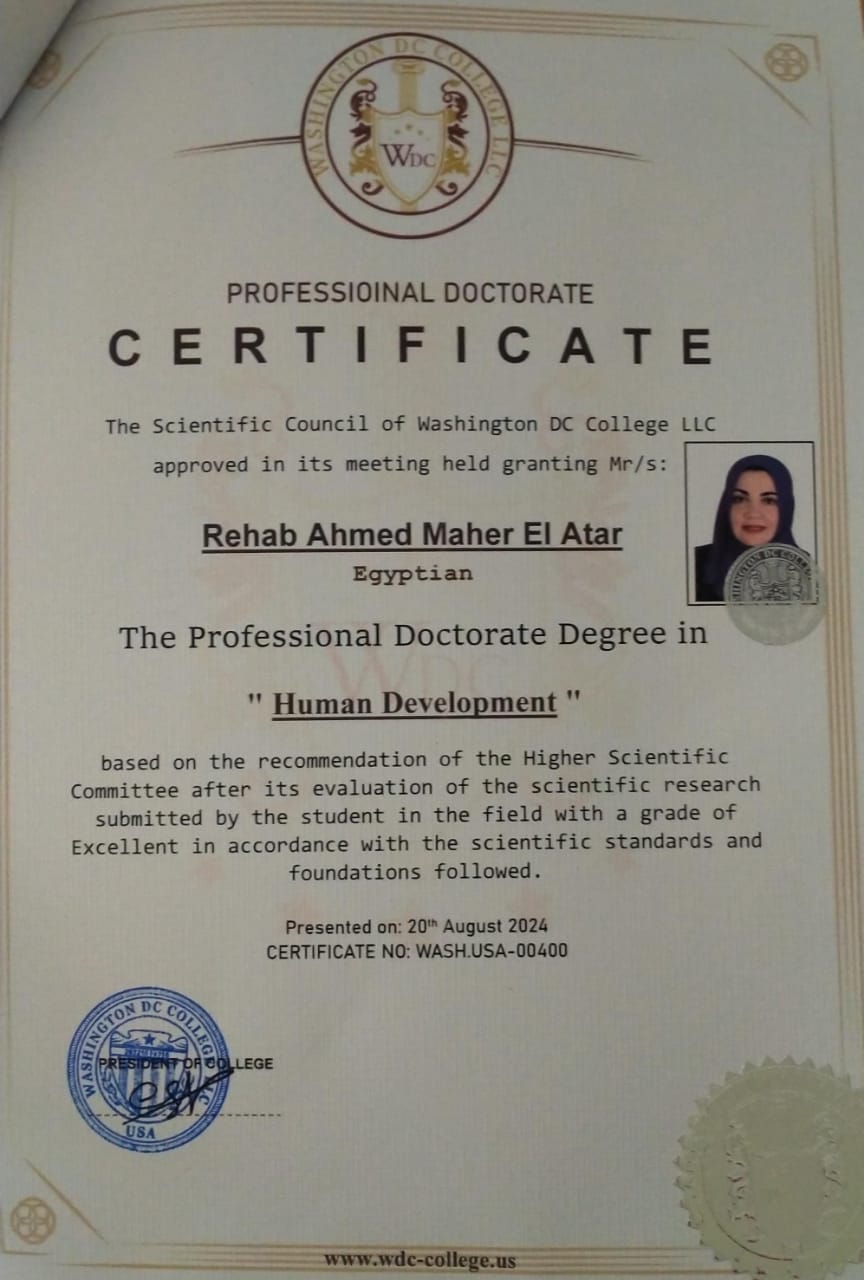 WASHINGTON DC COLLEGE LLC
WDC
PROFESSIOINAL DOCTORATE
CERTIFICATE
The Scientific Council of Washington DC College LLC
approved in its meeting held granting Mr/s:
Rehab Ahmed Maher El Atar
Egyptian
The Professional Doctorate Degree in
" Human Development "
based on the recommendation of the Higher Scientific
Committee after its evaluation of the scientific research
submitted by the student in the field with a grade of
Excellent in accordance with the scientific standards and
foundations followed.
Presented on: 20th August 2024
CERTIFICATE NO: WASH.USA-00400
WASHINGTON DC COLLEGE LLC
PRESIDENT OF COLLEGE
USA
www.wdc-college.us